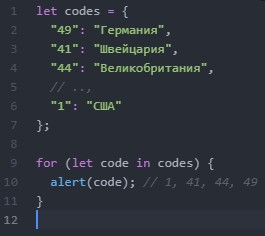 1 let codes = {
2 "49": "Германия",
3 "41": "Швейцария",
4 "44": "Великобритания",
5 // ..,
6 "1": "США"
7 };
8
9 for (let code in codes) {
10 alert(code); // 1, 41, 44, 49
11 }
12